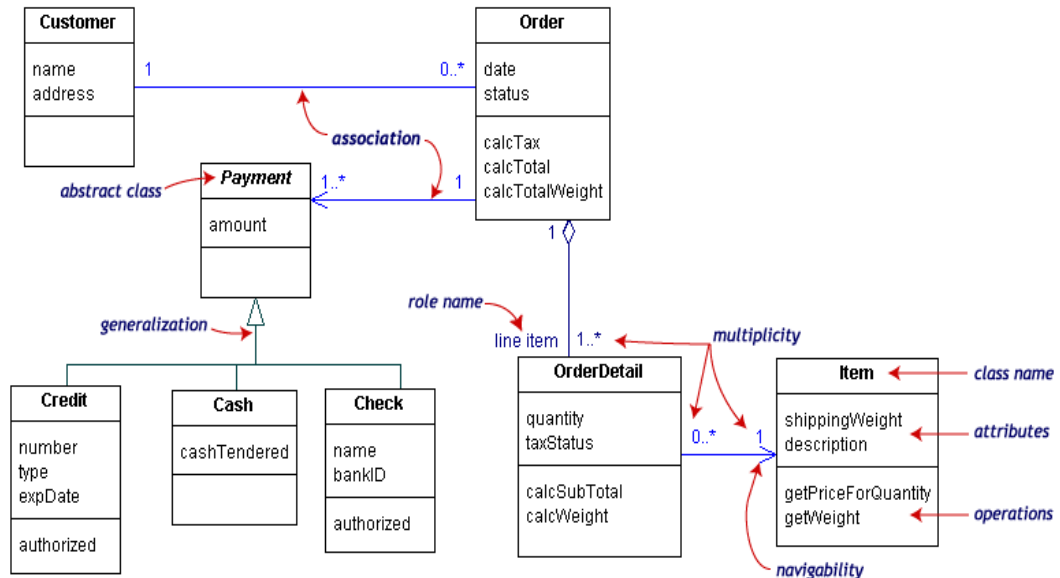 Customer
name
address
1
0..*
association
Order
date
status
calcTax
calcTotal
calcTotalWeight
abstract class
Payment
amount
1..*
1
generalization
1
role name
line item
1..*
multiplicity
Credit
number
type
expDate
authorized
Cash
cashTendered
Check
name
bankID
authorized
OrderDetail
quantity
taxStatus
calcSubTotal
calcWeight
0..*
1
Item
shippingWeight
description
getPriceForQuantity
getWeight
class name
attributes
operations
navigability